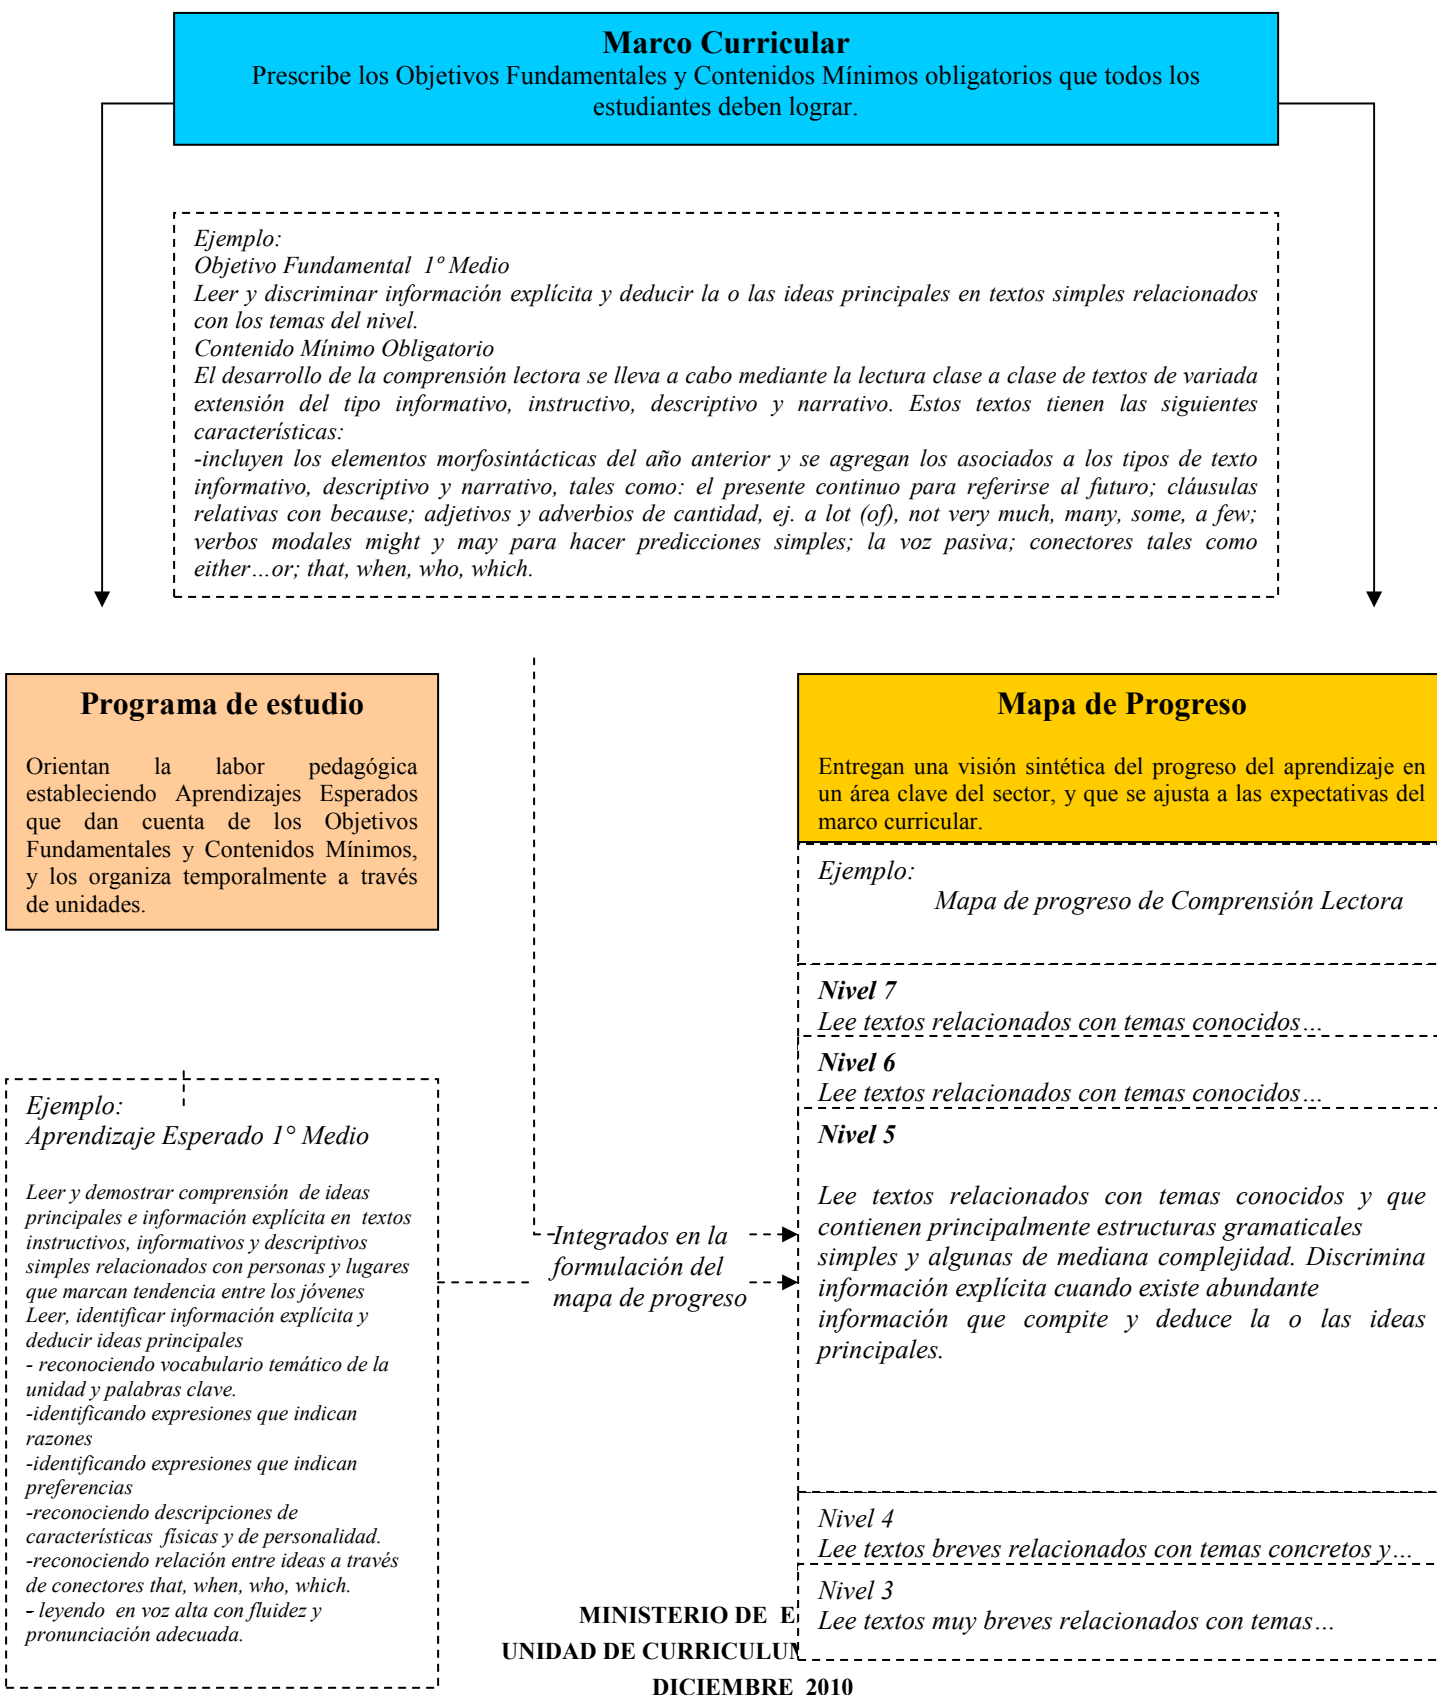 Marco Curricular
Prescribe los Objetivos Fundamentales y Contenidos Mínimos obligatorios que todos los
estudiantes deben lograr.
Ejemplo:
Objetivo Fundamental 1º Medio
Leer y discriminar información explícita y deducir la o las ideas principales en textos simples relacionados
con los temas del nivel.
Contenido Mínimo Obligatorio
El desarrollo de la comprensión lectora se lleva a cabo mediante la lectura clase a clase de textos de variada
extensión del tipo informativo, instructivo, descriptivo y narrativo. Estos textos tienen las siguientes
características:
-incluyen los elementos morfosintácticas del año anterior y se agregan los asociados a los tipos de texto
informativo, descriptivo y narrativo, tales como: el presente continuo para referirse al futuro; cláusulas
relativas con because; adjetivos y adverbios de cantidad, ej. a lot (of), not very much, many, some, a few;
verbos modales might y may para hacer predicciones simples; la voz pasiva; conectores tales como
either…or; that, when, who, which.
Programa de estudio
Orientan la labor pedagógica
estableciendo Aprendizajes Esperados
que dan cuenta de los Objetivos
Fundamentales y Contenidos Mínimos,
y los organiza temporalmente a través
de unidades.
Ejemplo:
Aprendizaje Esperado 1° Medio
Leer y demostrar comprensión de ideas
principales e información explícita en textos
instructivos, informativos y descriptivos
simples relacionados con personas y lugares
que marcan tendencia entre los jóvenes
Leer, identificar información explícita y
deducir ideas principales
- reconociendo vocabulario temático de la
unidad y palabras clave.
-identificando expresiones que indican
razones
-identificando expresiones que indican
preferencias
-reconociendo descripciones de
características físicas y de personalidad.
-reconociendo relación entre ideas a través
de conectores that, when, who, which.
- leyendo en voz alta con fluidez y
pronunciación adecuada.
Integrados en la
formulación del
mapa de progreso
Mapa de Progreso
Entregan una visión sintética del progreso del aprendizaje en
un área clave del sector, y que se ajusta a las expectativas del
marco curricular.
Ejemplo:
Mapa de progreso de Comprensión Lectora
Nivel 7
Lee textos relacionados con temas conocidos…
Nivel 6
Lee textos relacionados con temas conocidos…
Nivel 5
Lee textos relacionados con temas conocidos y que
contienen principalmente estructuras gramaticales
simples y algunas de mediana complejidad. Discrimina
información explícita cuando existe abundante
información que compite y deduce la o las ideas
principales.
Nivel 4
Lee textos breves relacionados con temas concretos y…
Nivel 3
Lee textos muy breves relacionados con temas…
MINISTERIO DE
UNIDAD DE
DICIEMBRE 2010